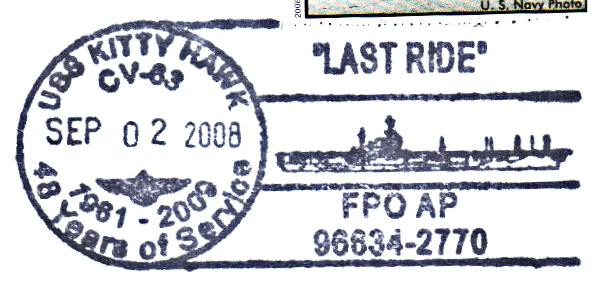 U. S. Navy Photo
2008
USS KITTY HAWK
CV-63
SEP 02 2008
1961 - 2009
48 Years of Service
"LAST RIDE"
FPO AP
96634-2770